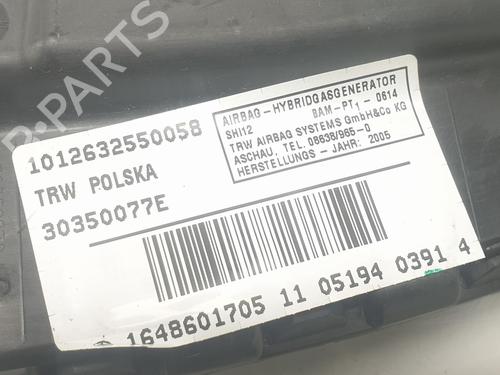 1012632550058
TRW POLSKA
30350077E
AIRBAG-HYBRIDGASGENERATOR
SHI12 BAM-PT1-0614
TRW AIRBAG SYSTEMS GmbH&Co KG
ASCHAU, TEL. 08638/965-0
HERSTELLUNGS - JAHR: 2005
1648601705 11 05194 0391 4
B-PARTS